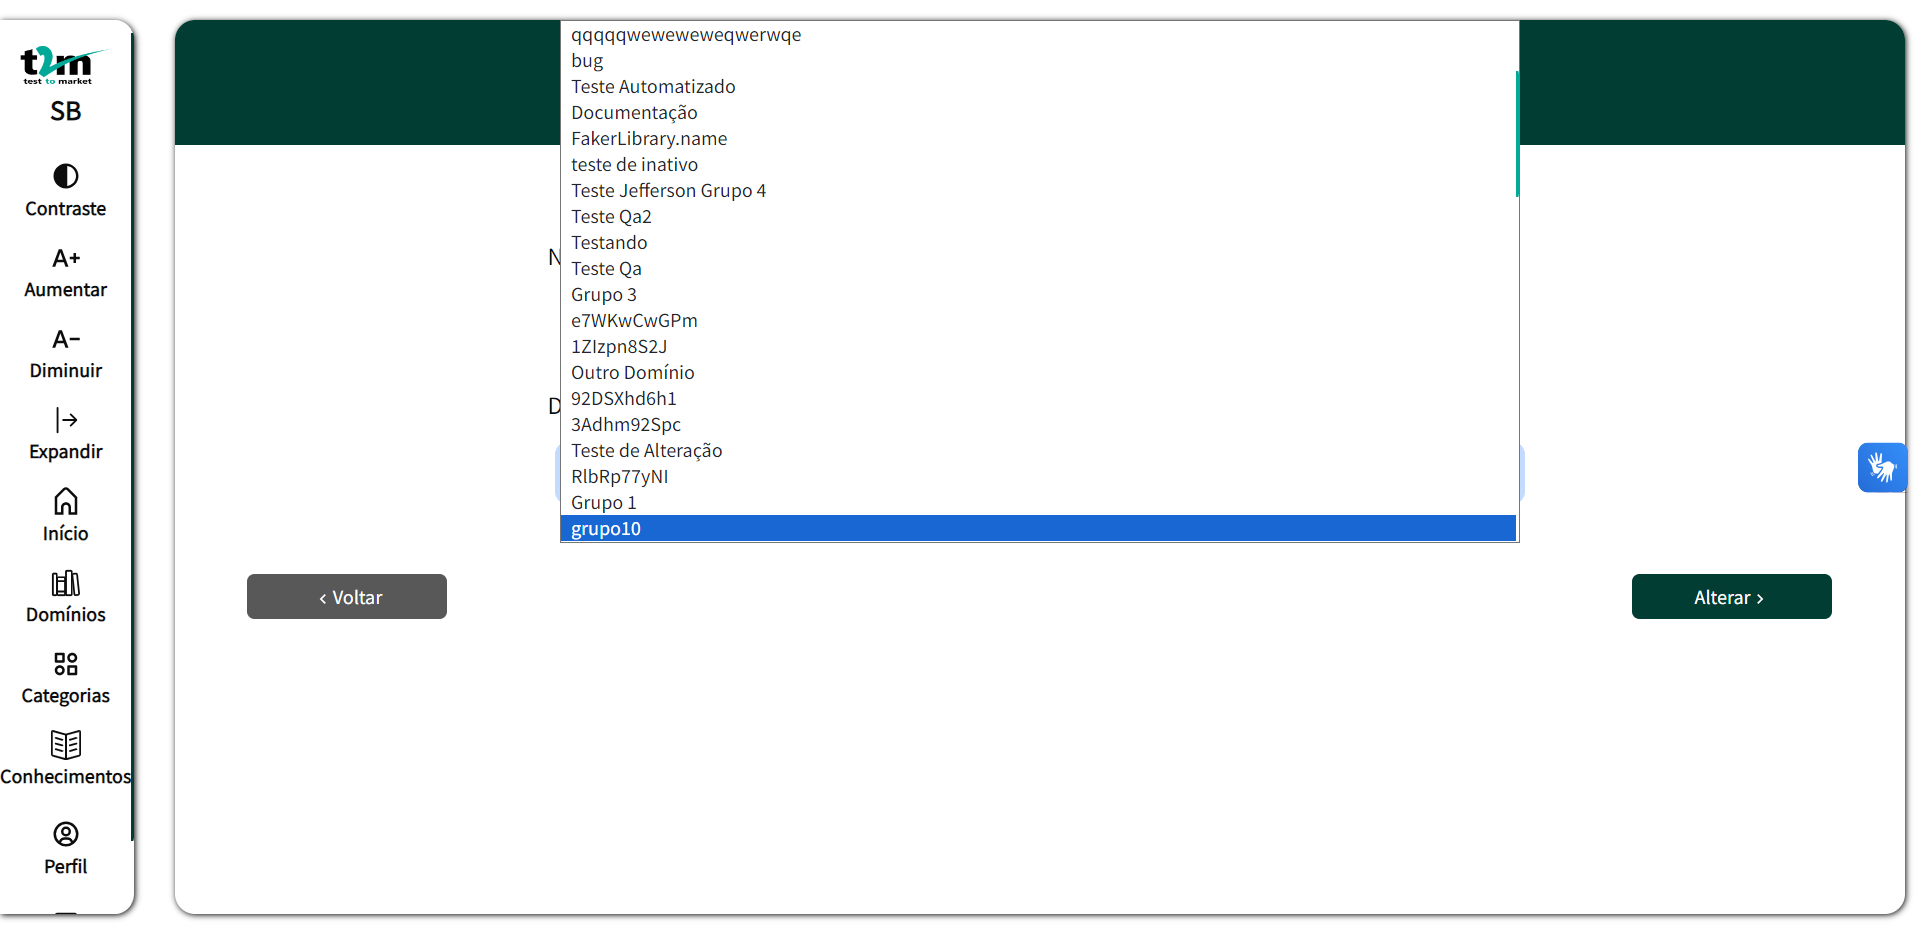 t2m
test to market
SB
Contraste
A+
Aumentar
A-
Diminuir
Expandir
Início
Domínios
Categorias
Conhecimentos
Perfil
qqqqqweweweweqwerwqe
bug
Teste Automatizado
Documentação
FakerLibrary.name
teste de inativo
Teste Jefferson Grupo 4
Teste Qa2
Testando
Teste Qa
Grupo 3
e7WKwCwGPm
1ZIzpn8S2J
Outro Domínio
92DSXhd6h1
3Adhm92Spc
Teste de Alteração
RlbRp77yNI
Grupo 1
grupo10
N
D
‹ Voltar
Alterar ›